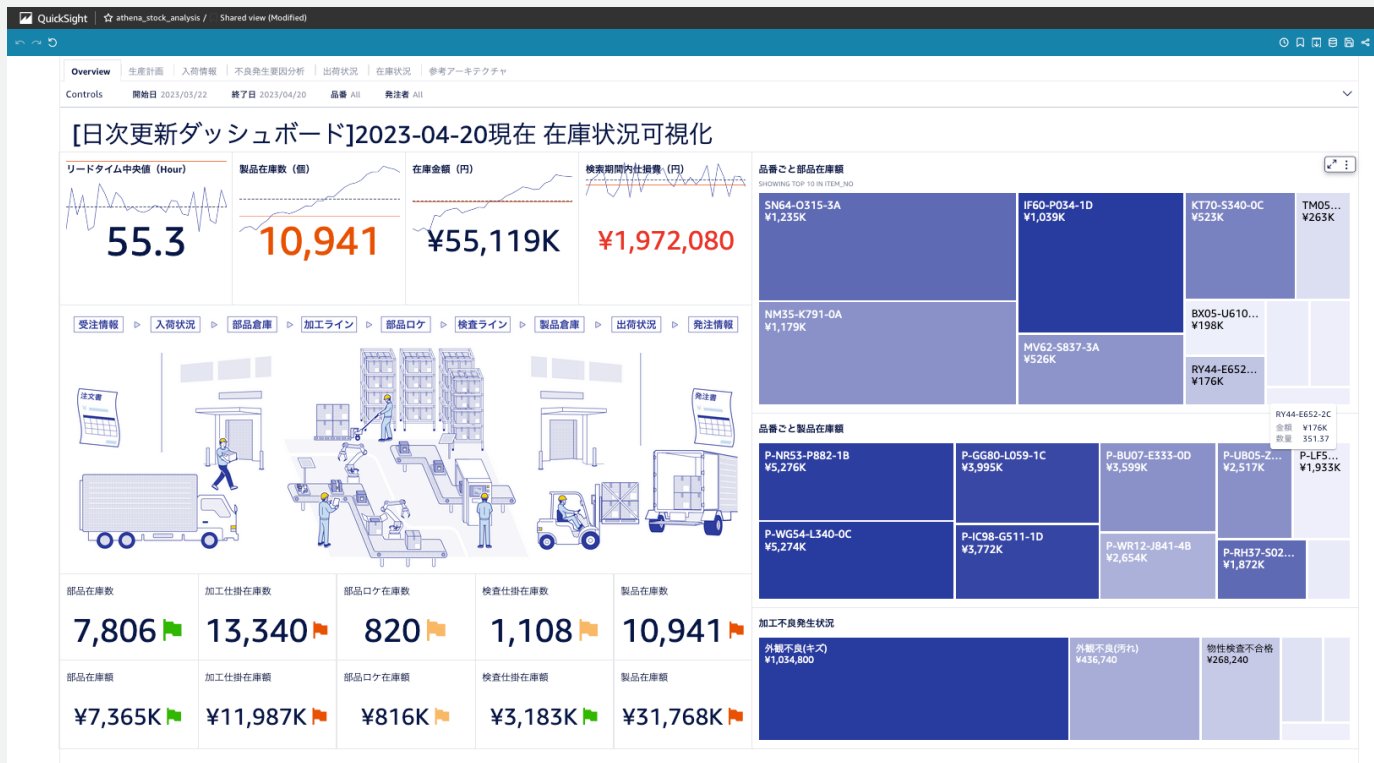 QuickSight
athena_stock_analysis /
Shared view (Modified)
Overview
生産計画
入荷情報
不良発生要因分析
出荷状況
在庫状況
参考アーキテクチャ
Controls
開始日 2023/03/22
終了日 2023/04/20
品番 All
発注者 All
[日次更新ダッシュボード]2023-04-20現在 在庫状況可視化
リードタイム中央値（Hour）
55.3
製品在庫数（個）
10,941
在庫金額（円）
¥55,119K
検索期間内仕損費（円）
¥1,972,080
受注情報
入荷状況
部品倉庫
加工ライン
部品ロケ
検査ライン
製品倉庫
出荷状況
発注情報
注文書
発注書
部品在庫数
7,806
加工仕掛在庫数
13,340
部品ロケ在庫数
820
検査仕掛在庫数
1,108
製品在庫数
10,941
部品在庫額
¥7,365K
加工仕掛在庫額
¥11,987K
部品ロケ在庫額
¥816K
検査仕掛在庫額
¥3,183K
製品在庫額
¥31,768K
品番ごと部品在庫額
SHOWING TOP 10 IN ITEM_NO
SN64-O315-3A
¥1,235K
IF60-P034-1D
¥1,039K
KT70-S340-0C
¥523K
TM05...
¥263K
NM35-K791-0A
¥1,179K
MV62-S837-3A
¥526K
BX05-U610...
¥198K
RY44-E652...
¥176K
RY44-E652-2C
金額 ¥176K
数量 351.37
品番ごと製品在庫額
P-NR53-P882-1B
¥5,276K
P-GG80-L059-1C
¥3,995K
P-BU07-E333-0D
¥3,599K
P-UB05-Z...
¥2,517K
P-LF5...
¥1,933K
P-WG54-L340-0C
¥5,274K
P-IC98-G511-1D
¥3,772K
P-WR12-J841-4B
¥2,654K
P-RH37-S02...
¥1,872K
加工不良発生状況
外観不良(キズ)
¥1,034,800
外観不良(汚れ)
¥436,740
物性検査不合格
¥268,240